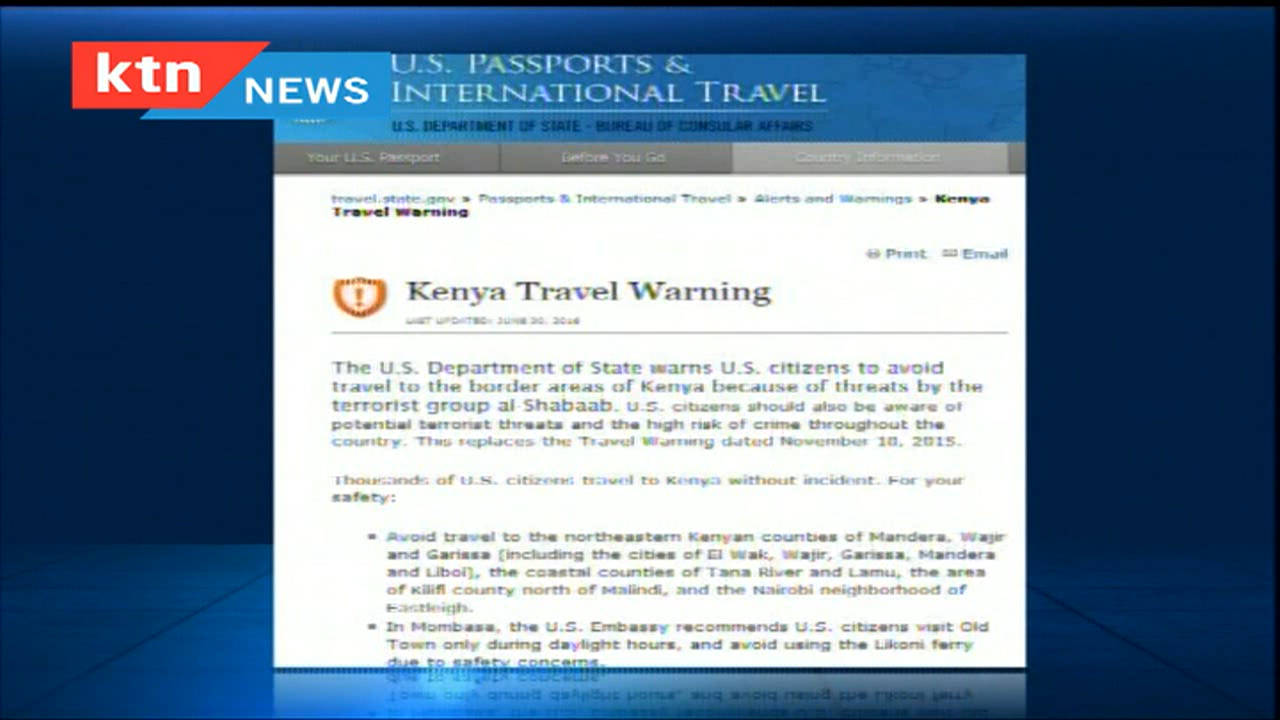 ktn
NEWS
U.S. PASSPORTS &
INTERNATIONAL TRAVEL
U.S. DEPARTMENT OF STATE - BUREAU OF CONSULAR AFFAIRS
Your U.S. Passport
Before You Go
Country Information
travel.state.gov » Passports & International Travel » Alerts and Warnings » Kenya
Travel Warning
Print
Email
Kenya Travel Warning
LAST UPDATED: JUNE 30, 2016
The U.S. Department of State warns U.S. citizens to avoid
travel to the border areas of Kenya because of threats by the
terrorist group al-Shabaab. U.S. citizens should also be aware of
potential terrorist threats and the high risk of crime throughout the
country. This replaces the Travel Warning dated November 10, 2015.
Thousands of U.S. citizens travel to Kenya without incident. For your
safety:
▪ Avoid travel to the northeastern Kenyan counties of Mandera, Wajir
and Garissa (including the cities of El Wak, Wajir, Garissa, Mandera
and Liboi), the coastal counties of Tana River and Lamu, the area
of Kilifi county north of Malindi, and the Nairobi neighborhood of
Eastleigh.
▪ In Mombasa, the U.S. Embassy recommends U.S. citizens visit Old
Town only during daylight hours, and avoid using the Likoni ferry
due to safety concerns.